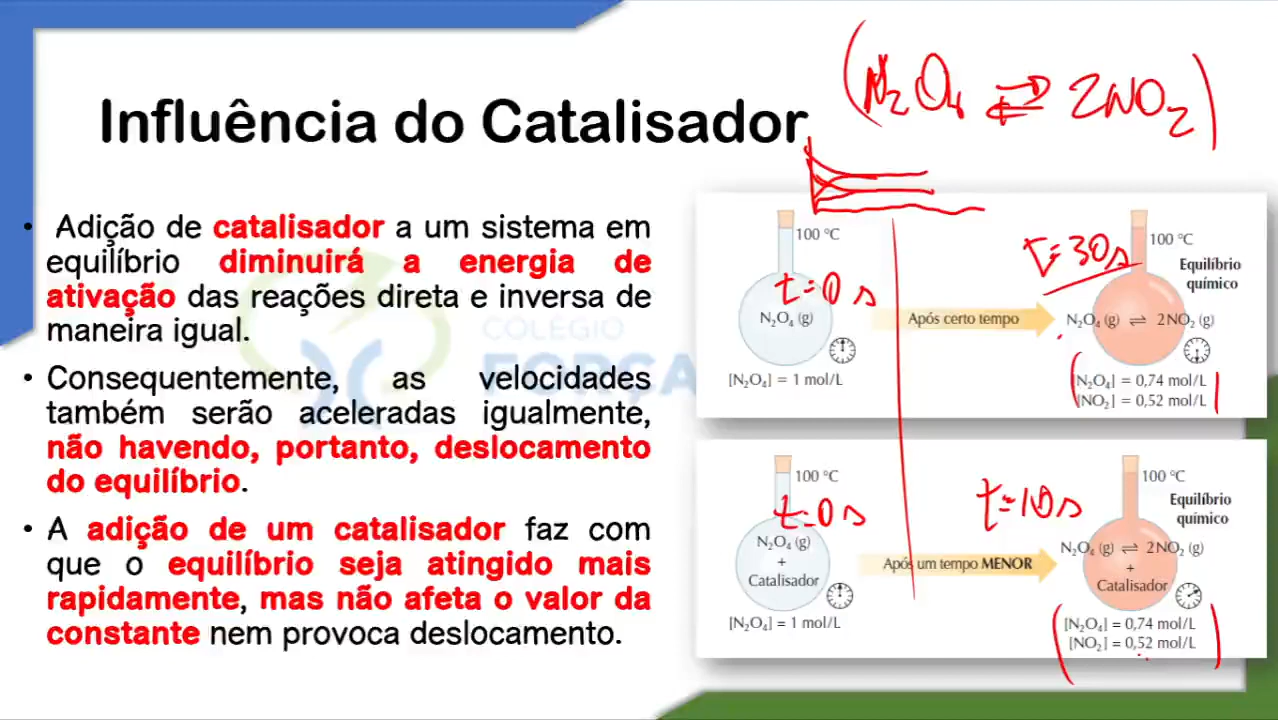 Influência do Catalisador
(N₂O₄ ⇄ 2NO₂)
• Adição de catalisador a um sistema em
equilíbrio diminuirá a energia de
ativação das reações direta e inversa de
maneira igual.
• Consequentemente, as velocidades
também serão aceleradas igualmente,
não havendo, portanto, deslocamento
do equilíbrio.
• A adição de um catalisador faz com
que o equilíbrio seja atingido mais
rapidamente, mas não afeta o valor da
constante nem provoca deslocamento.
COLÉGIO
FORÇA
100 °C
t=0 s
N₂O₄ (g)
[N₂O₄] = 1 mol/L
Após certo tempo
t=30s
100 °C
Equilíbrio
químico
N₂O₄ (g) ⇌ 2NO₂ (g)
[N₂O₄] = 0,74 mol/L
[NO₂] = 0,52 mol/L
100 °C
t=0s
N₂O₄ (g)
+
Catalisador
[N₂O₄] = 1 mol/L
Após um tempo MENOR
t=10s
100 °C
Equilíbrio
químico
N₂O₄ (g) ⇌ 2NO₂ (g)
+
Catalisador
[N₂O₄] = 0,74 mol/L
[NO₂] = 0,52 mol/L